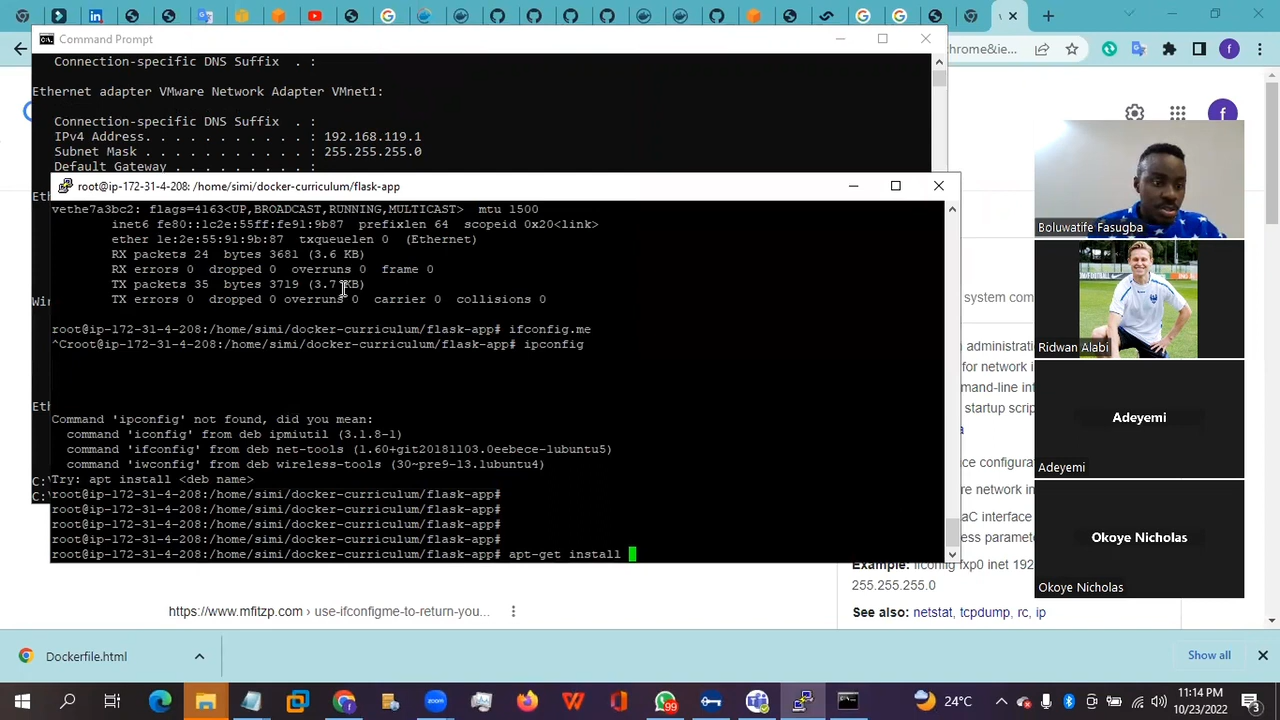 Command Prompt
Connection-specific DNS Suffix . :
Ethernet adapter VMware Network Adapter VMnet1:
Connection-specific DNS Suffix . :
IPv4 Address. . . . . . . . . . . : 192.168.119.1
Subnet Mask . . . . . . . . . . . : 255.255.255.0
Default Gateway . . . . . . . . . :
root@ip-172-31-4-208: /home/simi/docker-curriculum/flask-app
vethe7a3bc2: flags=4163<UP,BROADCAST,RUNNING,MULTICAST> mtu 1500
inet6 fe80::1c2e:55ff:fe91:9b87 prefixlen 64 scopeid 0x20<link>
ether 1e:2e:55:91:9b:87 txqueuelen 0 (Ethernet)
RX packets 24 bytes 3681 (3.6 KB)
RX errors 0 dropped 0 overruns 0 frame 0
TX packets 35 bytes 3719 (3.7 KB)
TX errors 0 dropped 0 overruns 0 carrier 0 collisions 0
root@ip-172-31-4-208:/home/simi/docker-curriculum/flask-app# ifconfig.me
^Croot@ip-172-31-4-208:/home/simi/docker-curriculum/flask-app# ipconfig
Command 'ipconfig' not found, did you mean:
command 'iconfig' from deb ipmiutil (3.1.8-1)
command 'ifconfig' from deb net-tools (1.60+git20181103.0eebece-1ubuntu5)
command 'iwconfig' from deb wireless-tools (30~pre9-13.1ubuntu4)
Try: apt install <deb name>
root@ip-172-31-4-208:/home/simi/docker-curriculum/flask-app#
root@ip-172-31-4-208:/home/simi/docker-curriculum/flask-app#
root@ip-172-31-4-208:/home/simi/docker-curriculum/flask-app#
root@ip-172-31-4-208:/home/simi/docker-curriculum/flask-app#
root@ip-172-31-4-208:/home/simi/docker-curriculum/flask-app# apt-get install
chrome&ie...
f
f
Boluwatife Fasugba
Ridwan Alabi
Adeyemi
Adeyemi
Okoye Nicholas
Okoye Nicholas
system com
administra
for network i
mmand-line inte
startup scrip
ce configura
re network in
aC interface
ess paramete
Example: ifconfig fxp0 inet 192
255.255.255.0
See also: netstat, tcpdump, rc, ip
https://www.mfitzp.com › use-ifconfigme-to-return-you...
Dockerfile.html
Show all
zoom
99
24°C
11:14 PM
10/23/2022
3